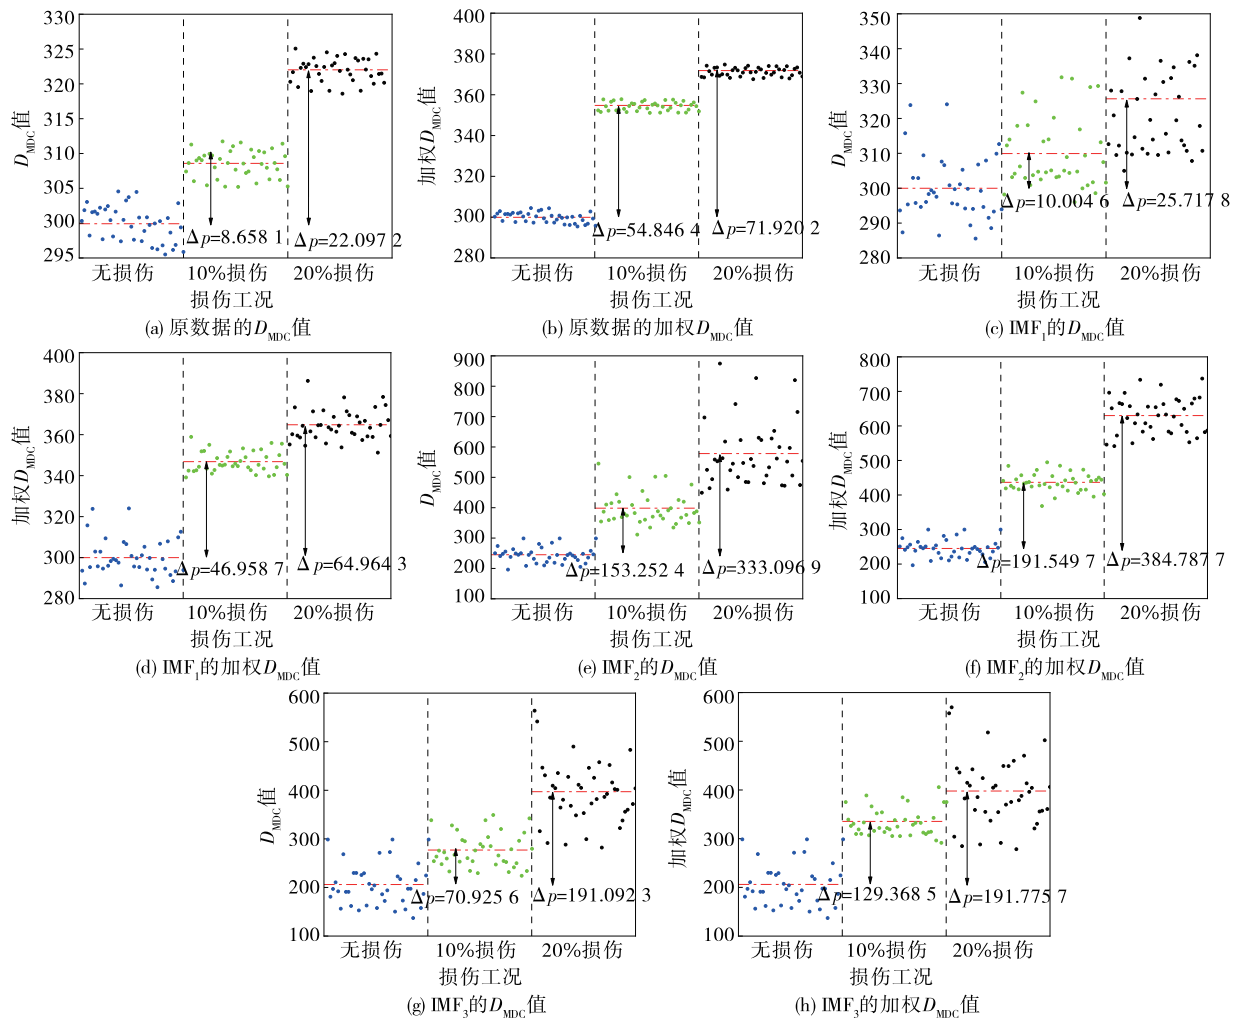 330
325
320
315
310
305
300
295
D_MDC值
Δp=8.658 1
Δp=22.097 2
无损伤 10%损伤 20%损伤
损伤工况
(a) 原数据的D_MDC值
400
380
360
340
320
300
280
加权D_MDC值
Δp=54.846 4
Δp=71.920 2
无损伤 10%损伤 20%损伤
损伤工况
(b) 原数据的加权D_MDC值
350
340
330
320
310
300
290
280
D_MDC值
Δp=10.004 6
Δp=25.717 8
无损伤 10%损伤 20%损伤
损伤工况
(c) IMF₁的D_MDC值
400
380
360
340
320
300
280
加权D_MDC值
Δp=46.958 7
Δp=64.964 3
无损伤 10%损伤 20%损伤
损伤工况
(d) IMF₁的加权D_MDC值
900
800
700
600
500
400
300
200
100
D_MDC值
Δp=153.252 4
Δp=333.096 9
无损伤 10%损伤 20%损伤
损伤工况
(e) IMF₂的D_MDC值
800
700
600
500
400
300
200
100
加权D_MDC值
Δp=191.549 7
Δp=384.787 7
无损伤 10%损伤 20%损伤
损伤工况
(f) IMF₂的加权D_MDC值
600
500
400
300
200
100
D_MDC值
Δp=70.925 6
Δp=191.092 3
无损伤 10%损伤 20%损伤
损伤工况
(g) IMF₃的D_MDC值
600
500
400
300
200
100
加权D_MDC值
Δp=129.368 5
Δp=191.775 7
无损伤 10%损伤 20%损伤
损伤工况
(h) IMF₃的加权D_MDC值